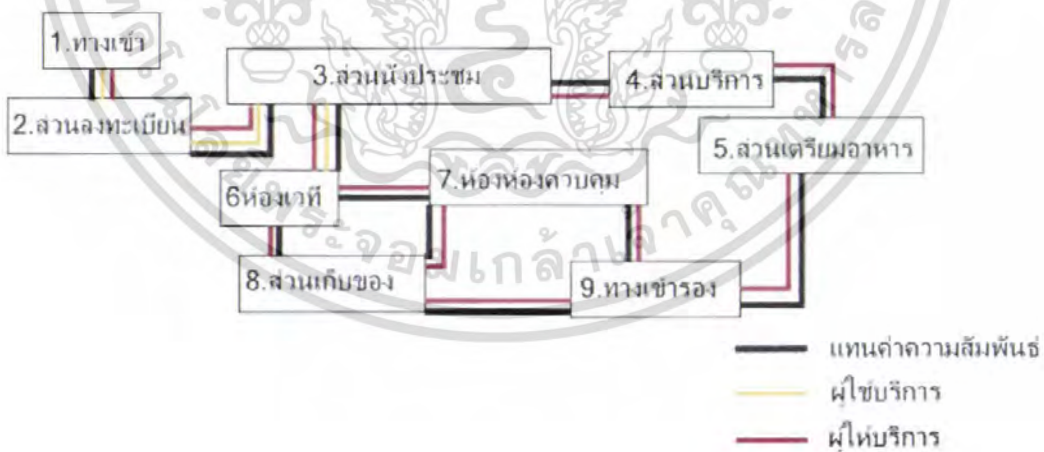 1.ทางเข้า
3.ส่วนนั่งประชม
4.ส่วนบริการ
2.ส่วนลงทะเบียน
5.ส่วนเตรียมอาหาร
7.ห้องห้องควบคุม
6ห้องเวที
8.ส่วนเก็บของ
9.ทางเข้ารอง
แทนค่าความสัมพันธ์
ผู้ใช้บริการ
ผู้ให้บริการ